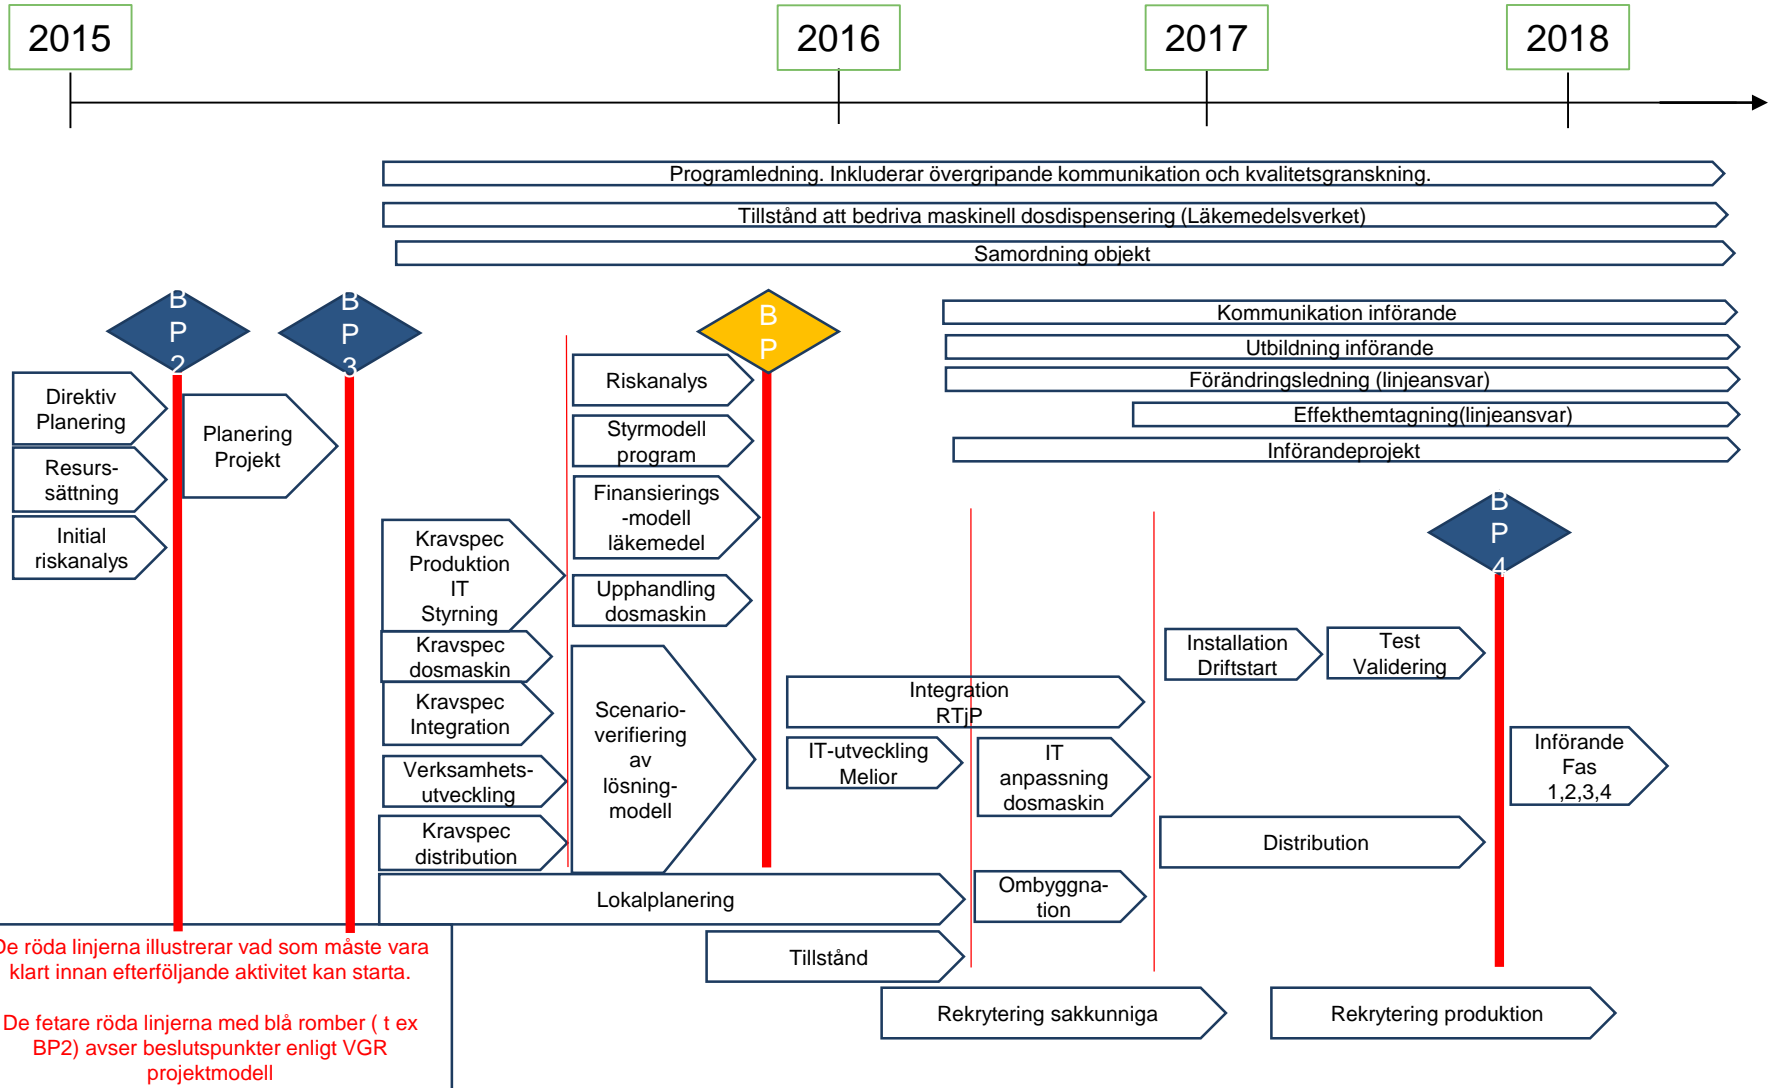 2015
2016
2017
2018
Programledning. Inkluderar övergripande kommunikation och kvalitetsgranskning.
Tillstånd att bedriva maskinell dosdispensering (Läkemedelsverket)
Samordning objekt
B
P
2
B
P
3
B
P
Kommunikation införande
Utbildning införande
Förändringsledning (linjeansvar)
Effekthemtagning(linjeansvar)
Införandeprojekt
Direktiv
Planering
Resurs-
sättning
Initial
riskanalys
Planering
Projekt
Riskanalys
Styrmodell
program
Finansierings
-modell
läkemedel
Upphandling
dosmaskin
Kravspec
Produktion
IT
Styrning
Kravspec
dosmaskin
Kravspec
Integration
Verksamhets-
utveckling
Kravspec
distribution
Scenario-
verifiering
av
lösning-
modell
B
P
4
Installation
Driftstart
Test
Validering
Integration
RTjP
IT-utveckling
Melior
IT
anpassning
dosmaskin
Införande
Fas
1,2,3,4
Distribution
Lokalplanering
Ombyggna-
tion
Tillstånd
Rekrytering sakkunniga
Rekrytering produktion
De röda linjerna illustrerar vad som måste vara
klart innan efterföljande aktivitet kan starta.
De fetare röda linjerna med blå romber ( t ex
BP2) avser beslutspunkter enligt VGR
projektmodell